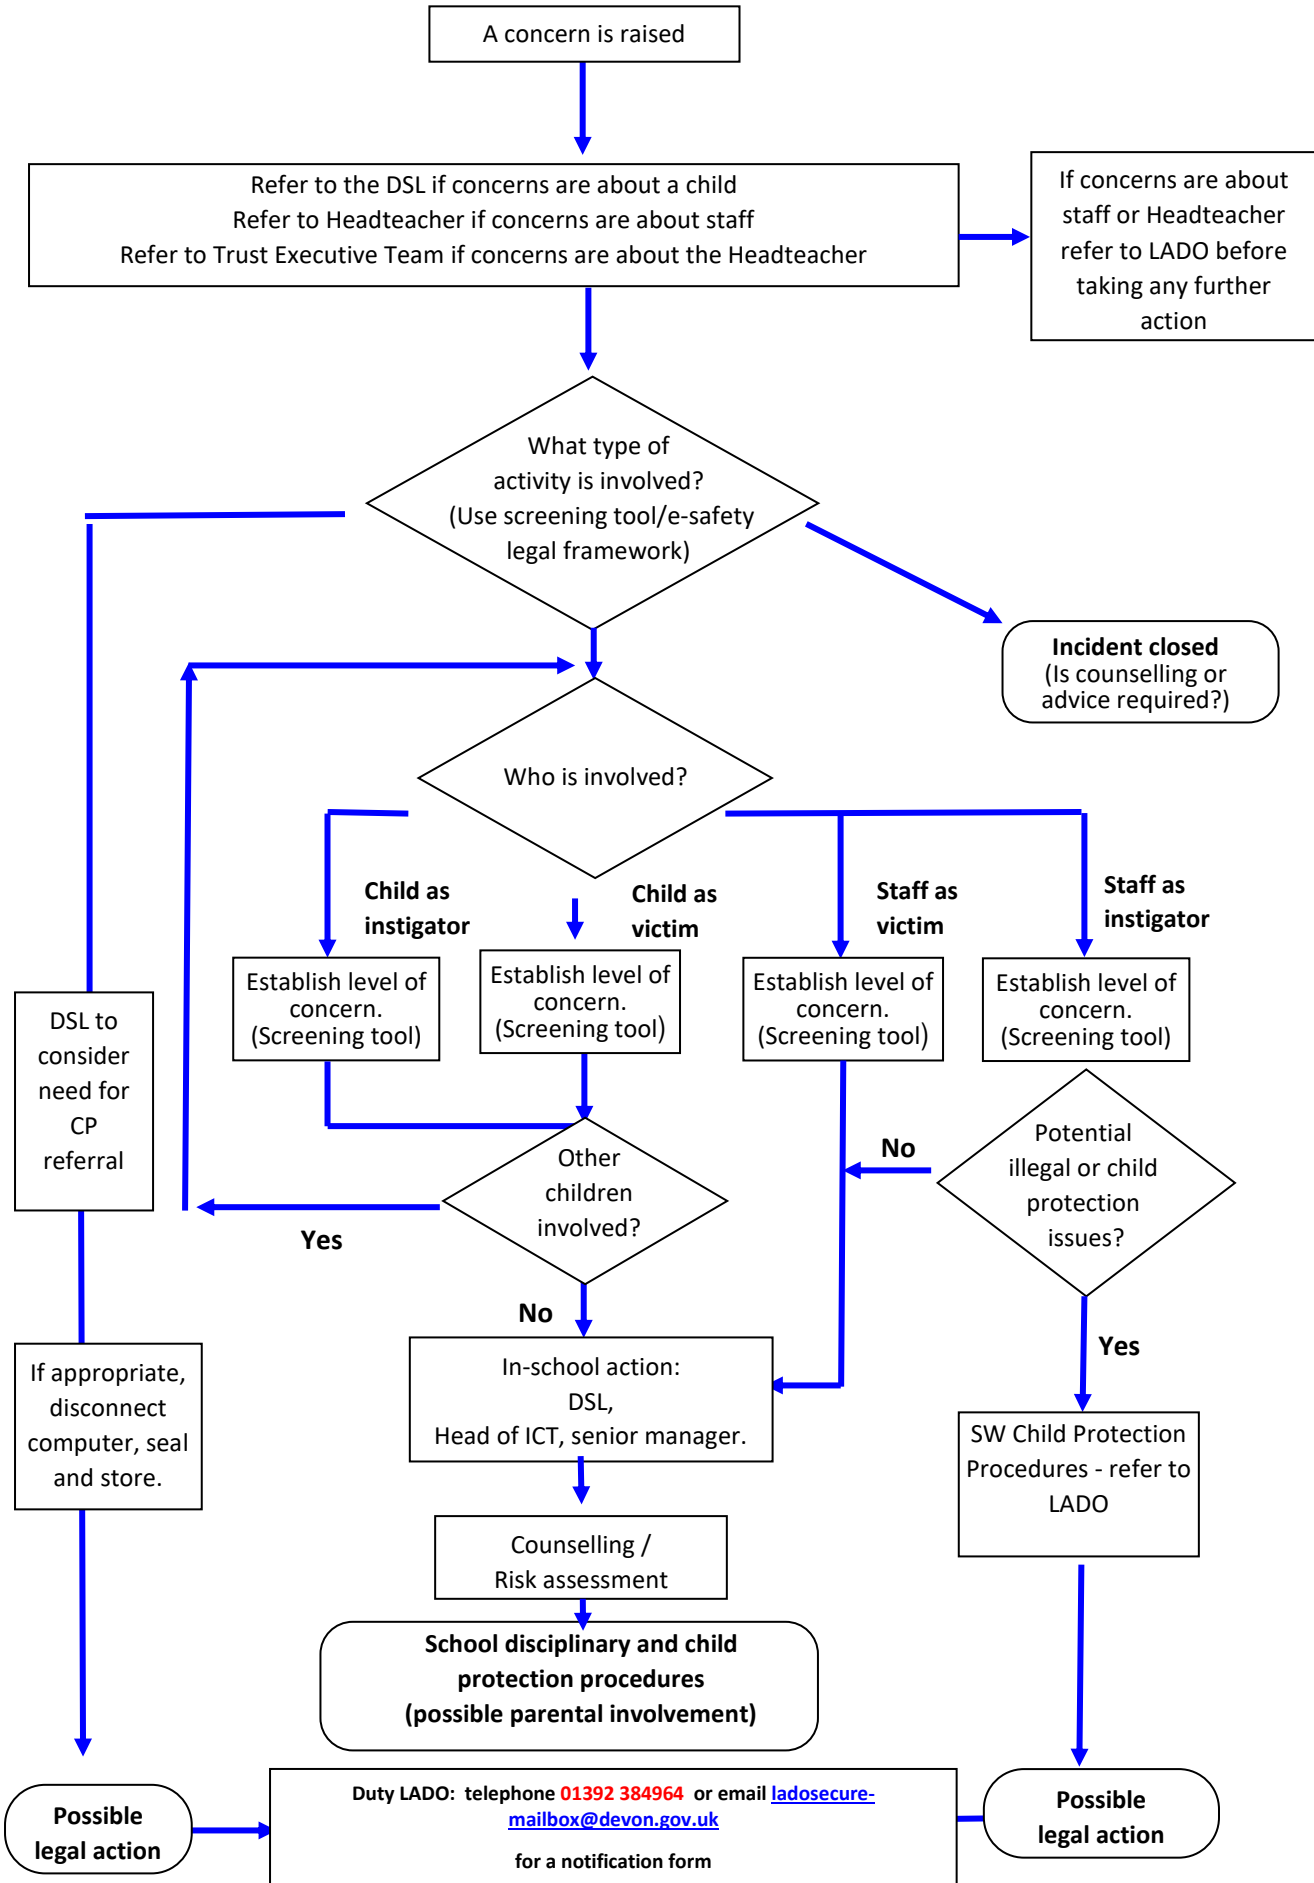 A concern is raised
Refer to the DSL if concerns are about a child
Refer to Headteacher if concerns are about staff
Refer to Trust Executive Team if concerns are about the Headteacher
If concerns are about
staff or Headteacher
refer to LADO before
taking any further
action
What type of
activity is involved?
(Use screening tool/e-safety
legal framework)
Incident closed
(Is counselling or
advice required?)
Who is involved?
Child as
instigator
Child as
victim
Staff as
victim
Staff as
instigator
Establish level of
concern.
(Screening tool)
Establish level of
concern.
(Screening tool)
Establish level of
concern.
(Screening tool)
Establish level of
concern.
(Screening tool)
DSL to
consider
need for
CP
referral
Other
children
involved?
Yes
No
Potential
illegal or child
protection
issues?
No
Yes
If appropriate,
disconnect
computer, seal
and store.
In-school action:
DSL,
Head of ICT, senior manager.
SW Child Protection
Procedures - refer to
LADO
Counselling /
Risk assessment
School disciplinary and child
protection procedures
(possible parental involvement)
Possible
legal action
Duty LADO: telephone 01392 384964 or email ladosecure-
mailbox@devon.gov.uk
for a notification form
Possible
legal action